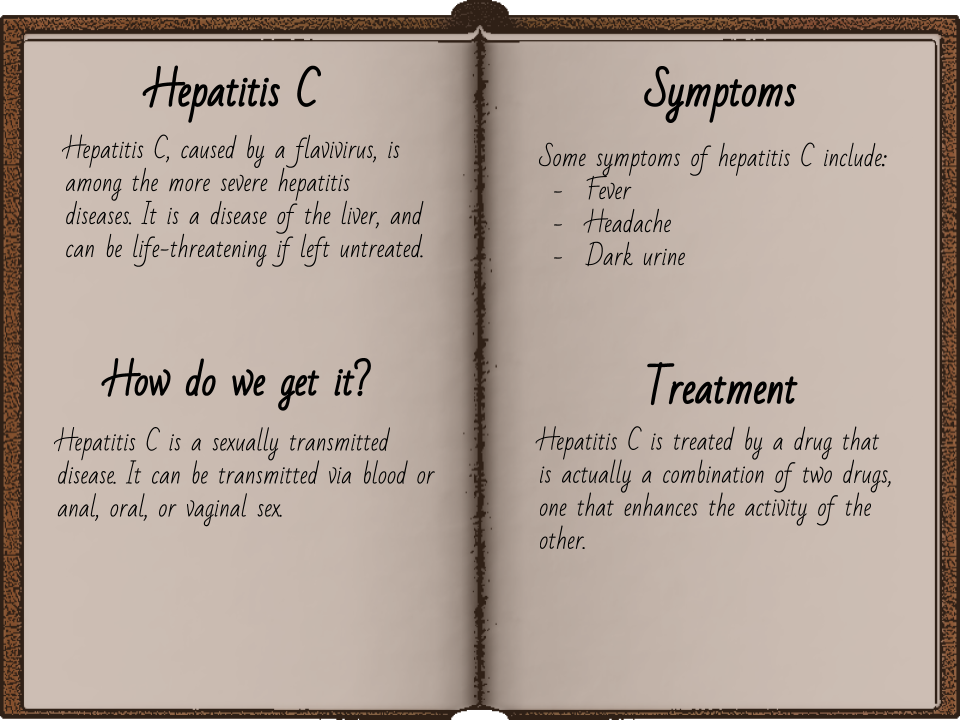 Hepatitis C
Hepatitis C, caused by a flavivirus, is
among the more severe hepatitis
diseases. It is a disease of the liver, and
can be life-threatening if left untreated.
How do we get it?
Hepatitis C is a sexually transmitted
disease. It can be transmitted via blood or
anal, oral, or vaginal sex.
Symptoms
Some symptoms of hepatitis C include:
- Fever
- Headache
- Dark urine
Treatment
Hepatitis C is treated by a drug that
is actually a combination of two drugs,
one that enhances the activity of the
other.